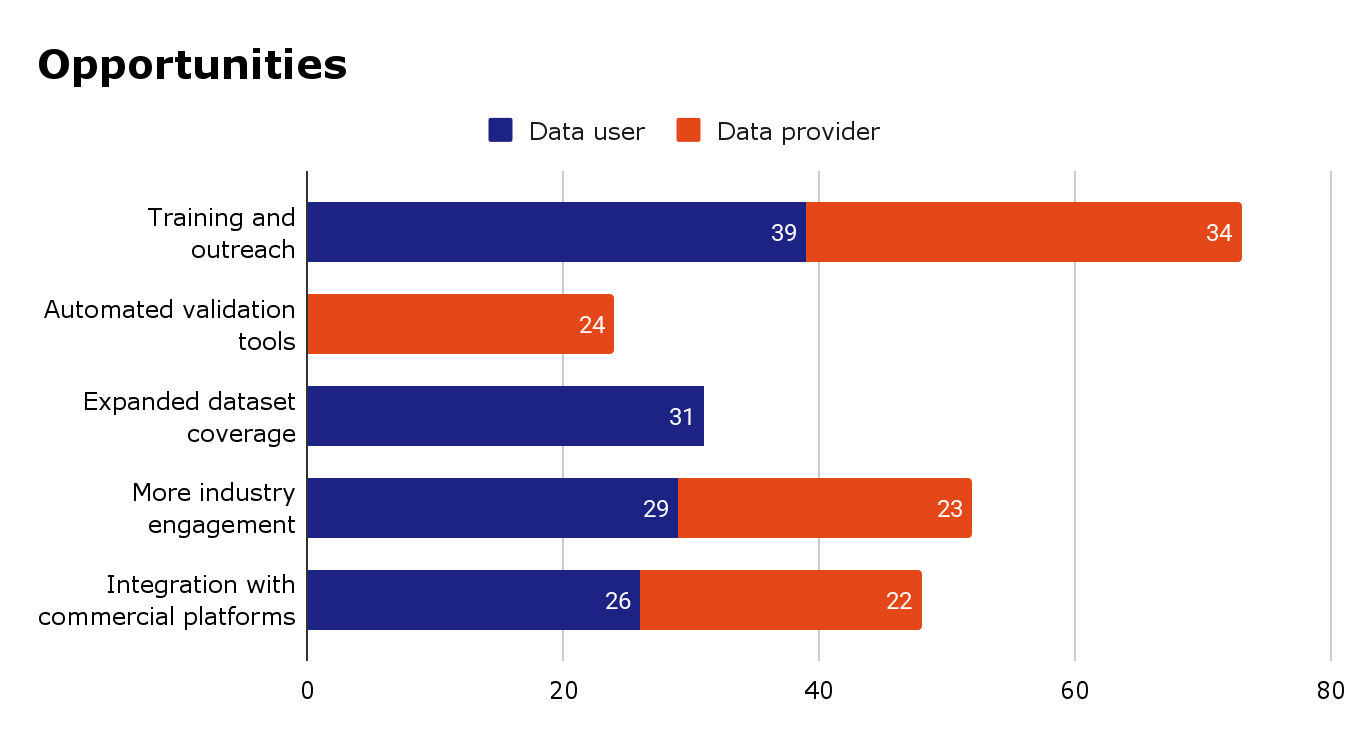 Opportunities
Data user
Data provider
Training and
outreach
39
34
Automated validation
tools
24
Expanded dataset
coverage
31
More industry
engagement
29
23
Integration with
commercial platforms
26
22
0
20
40
60
80